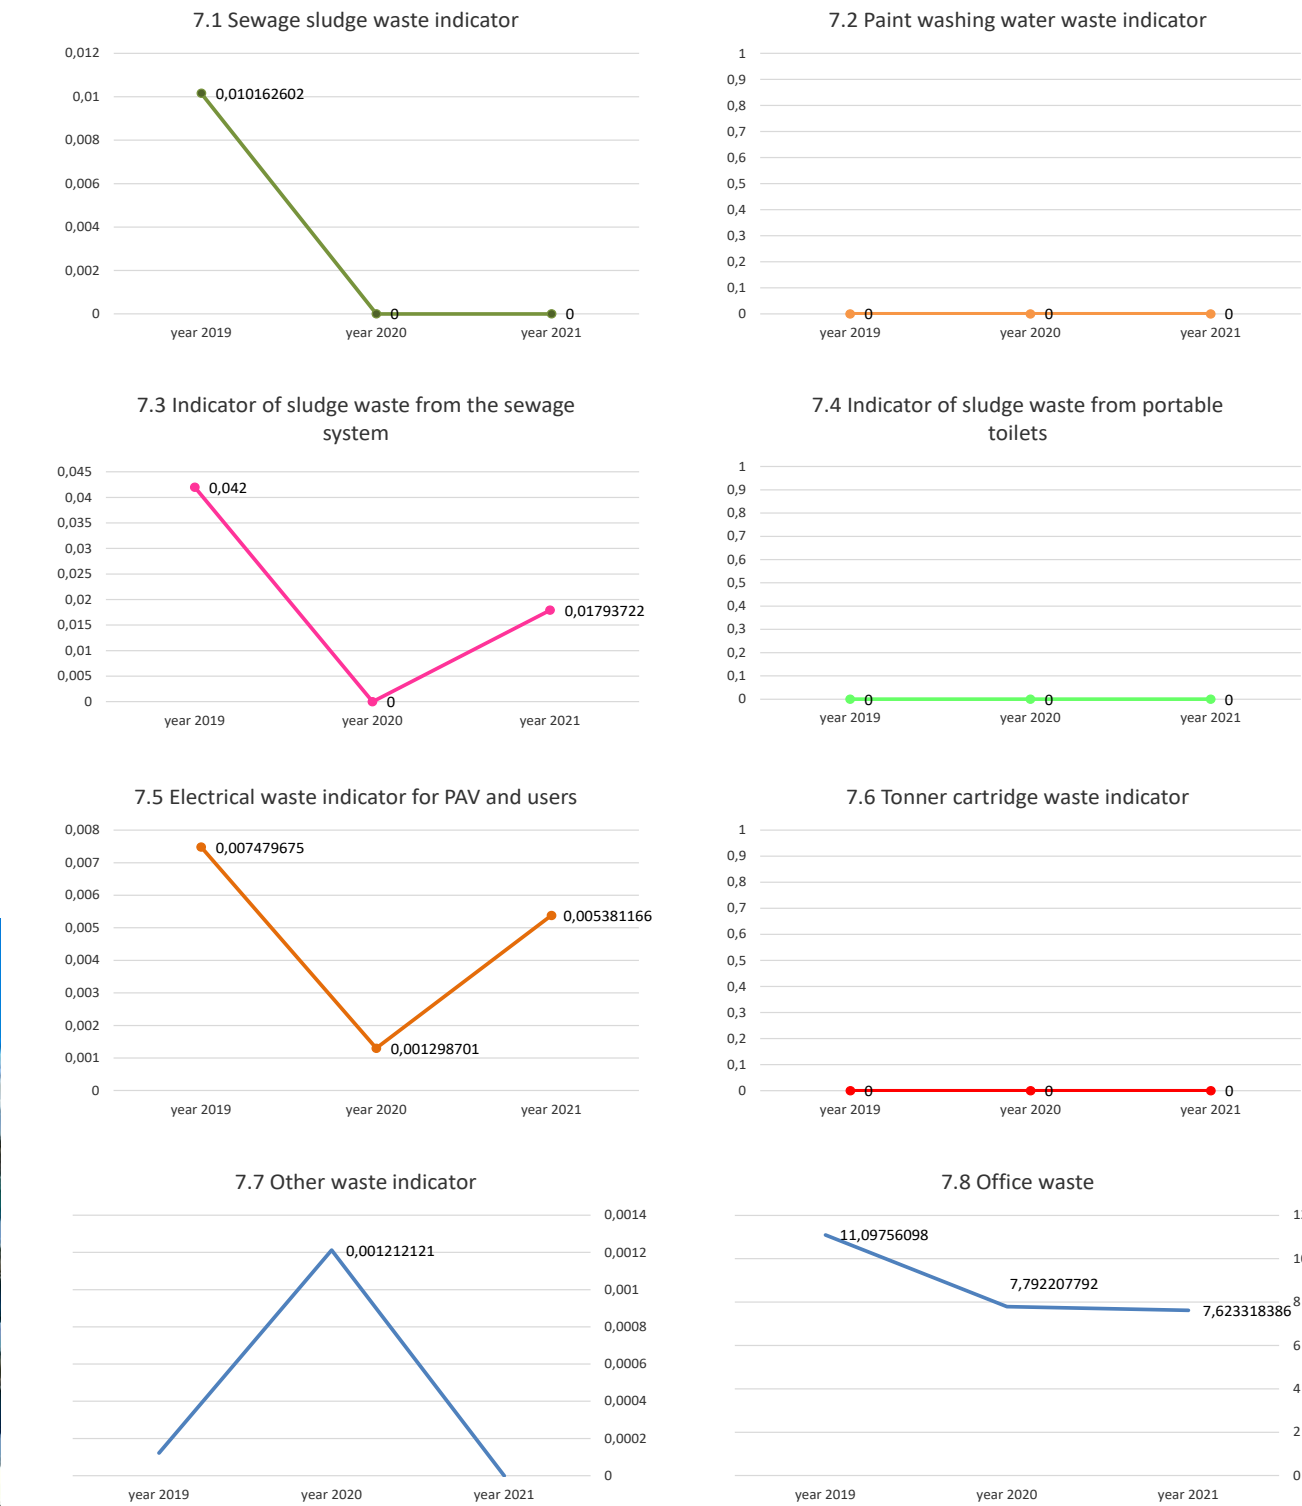 7.1 Sewage sludge waste indicator
0,012
0,01
0,008
0,006
0,004
0,002
0
0,010162602
0
0
year 2019
year 2020
year 2021
7.2 Paint washing water waste indicator
1
0,9
0,8
0,7
0,6
0,5
0,4
0,3
0,2
0,1
0
0
0
0
year 2019
year 2020
year 2021
7.3 Indicator of sludge waste from the sewage
system
0,045
0,04
0,035
0,03
0,025
0,02
0,015
0,01
0,005
0
0,042
0
0,01793722
year 2019
year 2020
year 2021
7.4 Indicator of sludge waste from portable
toilets
1
0,9
0,8
0,7
0,6
0,5
0,4
0,3
0,2
0,1
0
0
0
0
year 2019
year 2020
year 2021
7.5 Electrical waste indicator for PAV and users
0,008
0,007
0,006
0,005
0,004
0,003
0,002
0,001
0
0,007479675
0,001298701
0,005381166
year 2019
year 2020
year 2021
7.6 Tonner cartridge waste indicator
1
0,9
0,8
0,7
0,6
0,5
0,4
0,3
0,2
0,1
0
0
0
0
year 2019
year 2020
year 2021
7.7 Other waste indicator
0,0014
0,0012
0,001
0,0008
0,0006
0,0004
0,0002
0
0,001212121
year 2019
year 2020
year 2021
7.8 Office waste
8
6
4
2
0
11,09756098
7,792207792
7,623318386
year 2019
year 2020
year 2021